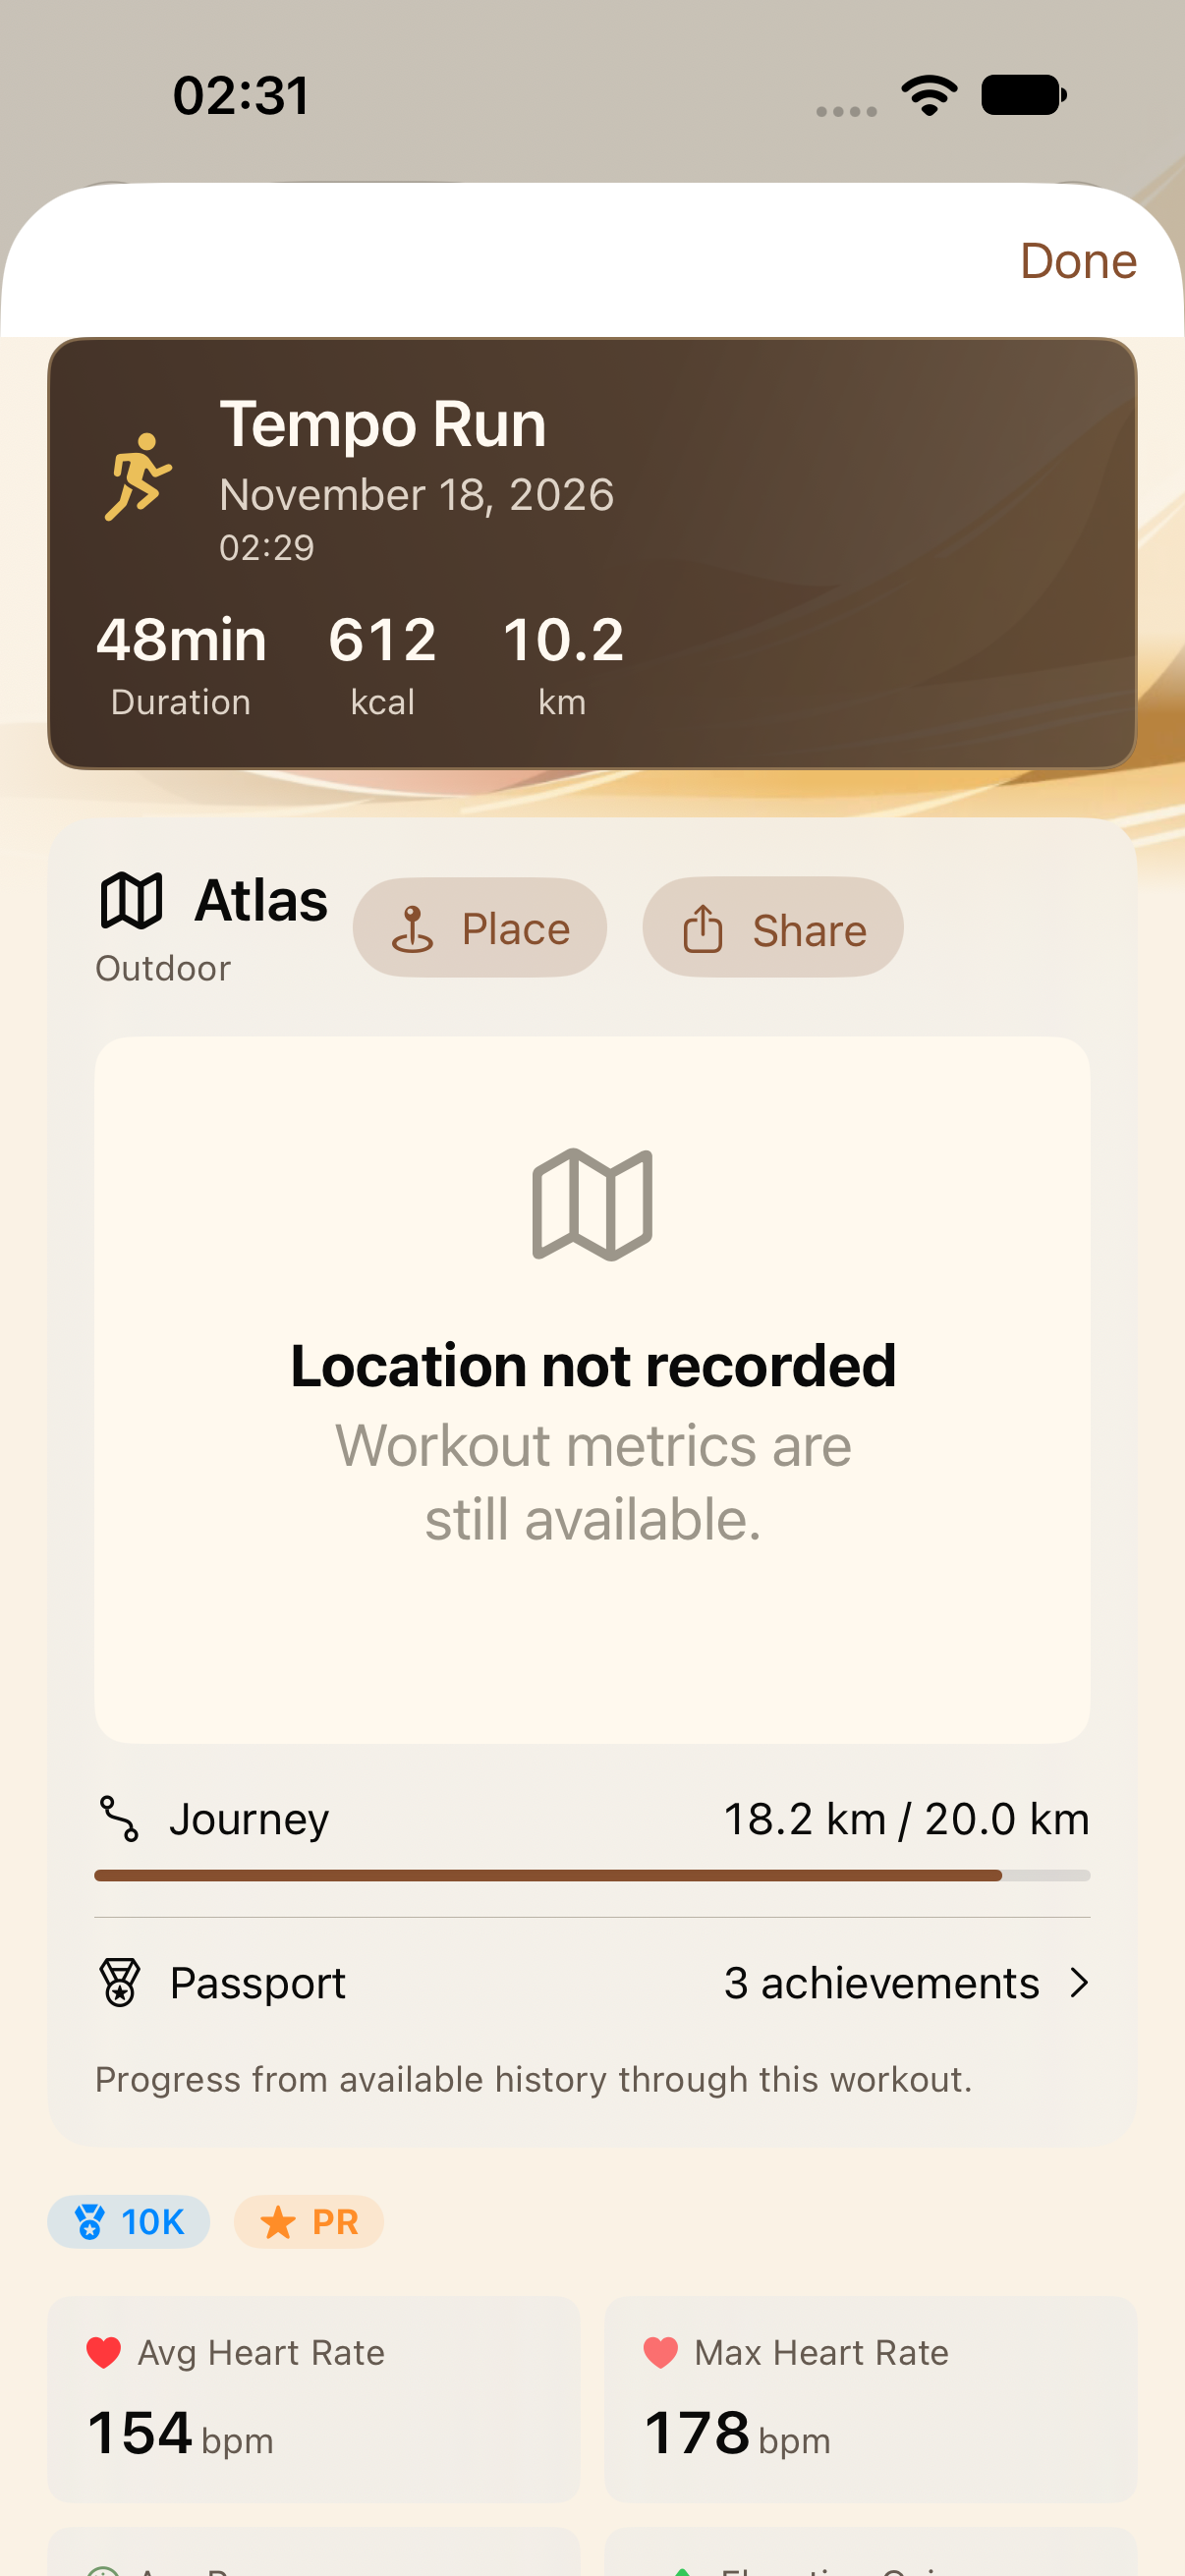 02:31
Done
Tempo Run
November 18, 2026
02:29
48min 612 10.2
Duration kcal km
Atlas
Outdoor
Place
Share
Location not recorded
Workout metrics are
still available.
Journey 18.2 km / 20.0 km
Passport 3 achievements
Progress from available history through this workout.
10K PR
Avg Heart Rate
154 bpm
Max Heart Rate
178 bpm